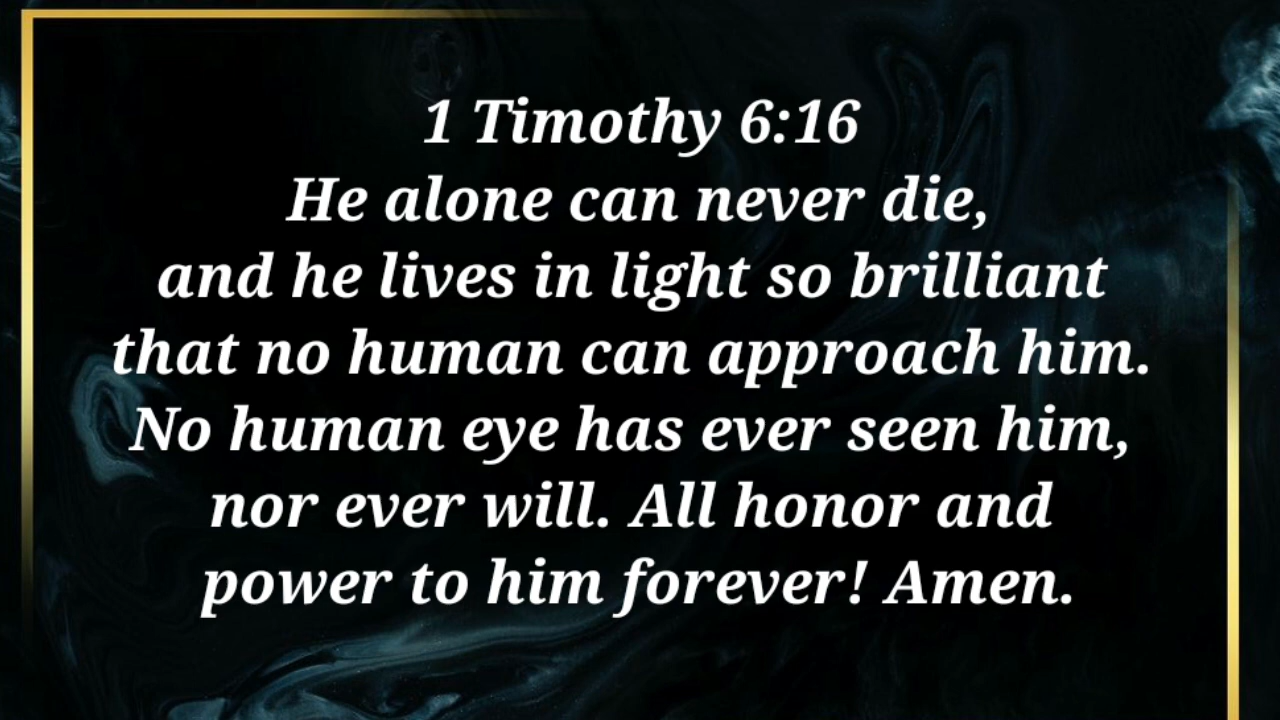 1 Timothy 6:16
He alone can never die,
and he lives in light so brilliant
that no human can approach him.
No human eye has ever seen him,
nor ever will. All honor and
power to him forever! Amen.